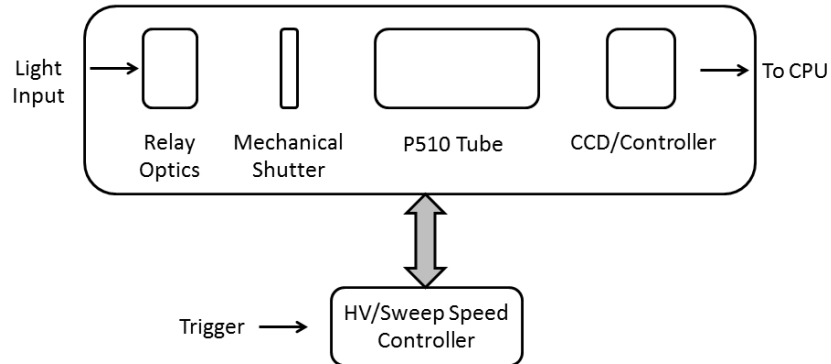 Light
Input
To CPU
Relay
Optics
Mechanical
Shutter
P510 Tube
CCD/Controller
Trigger
HV/Sweep Speed
Controller